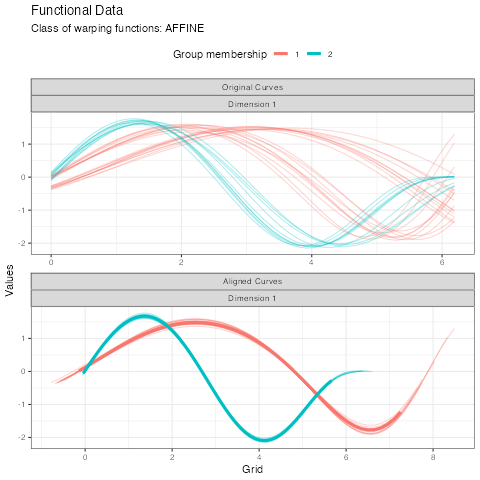 Functional Data
Class of warping functions: AFFINE
Group membership 1 2
Original Curves
Dimension 1
1
0
-1
-2
0 2 4 6
Values
Aligned Curves
Dimension 1
1
0
-1
-2
0 2 4 6 8
Grid